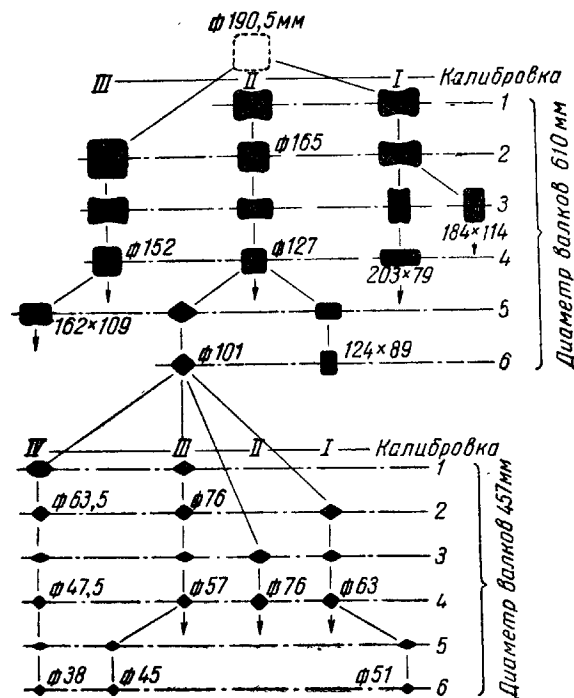 ф190,5мм
III II I Калибровка
1
ф165 2
3
184×114
ф152 ф127 4
203×79
162×109 5
ф101 124×89 6
Диаметр валков 610 мм
IV III II I Калибровка
1
ф63,5 ф76 2
3
ф47,5 ф57 ф76 ф63 4
5
ф38 ф45 ф51 6
Диаметр валков 457мм